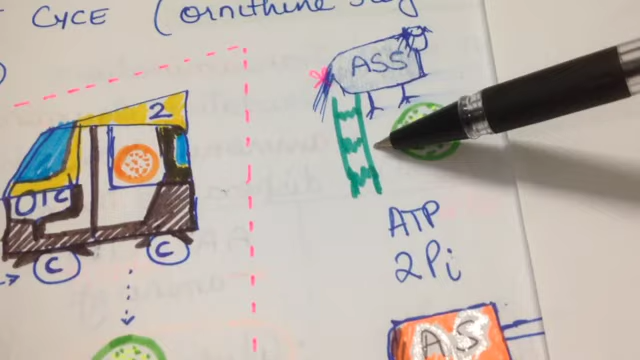 CYCE (Ornithine
ASS
2
OTC
C C
ATP
2Pi
AS